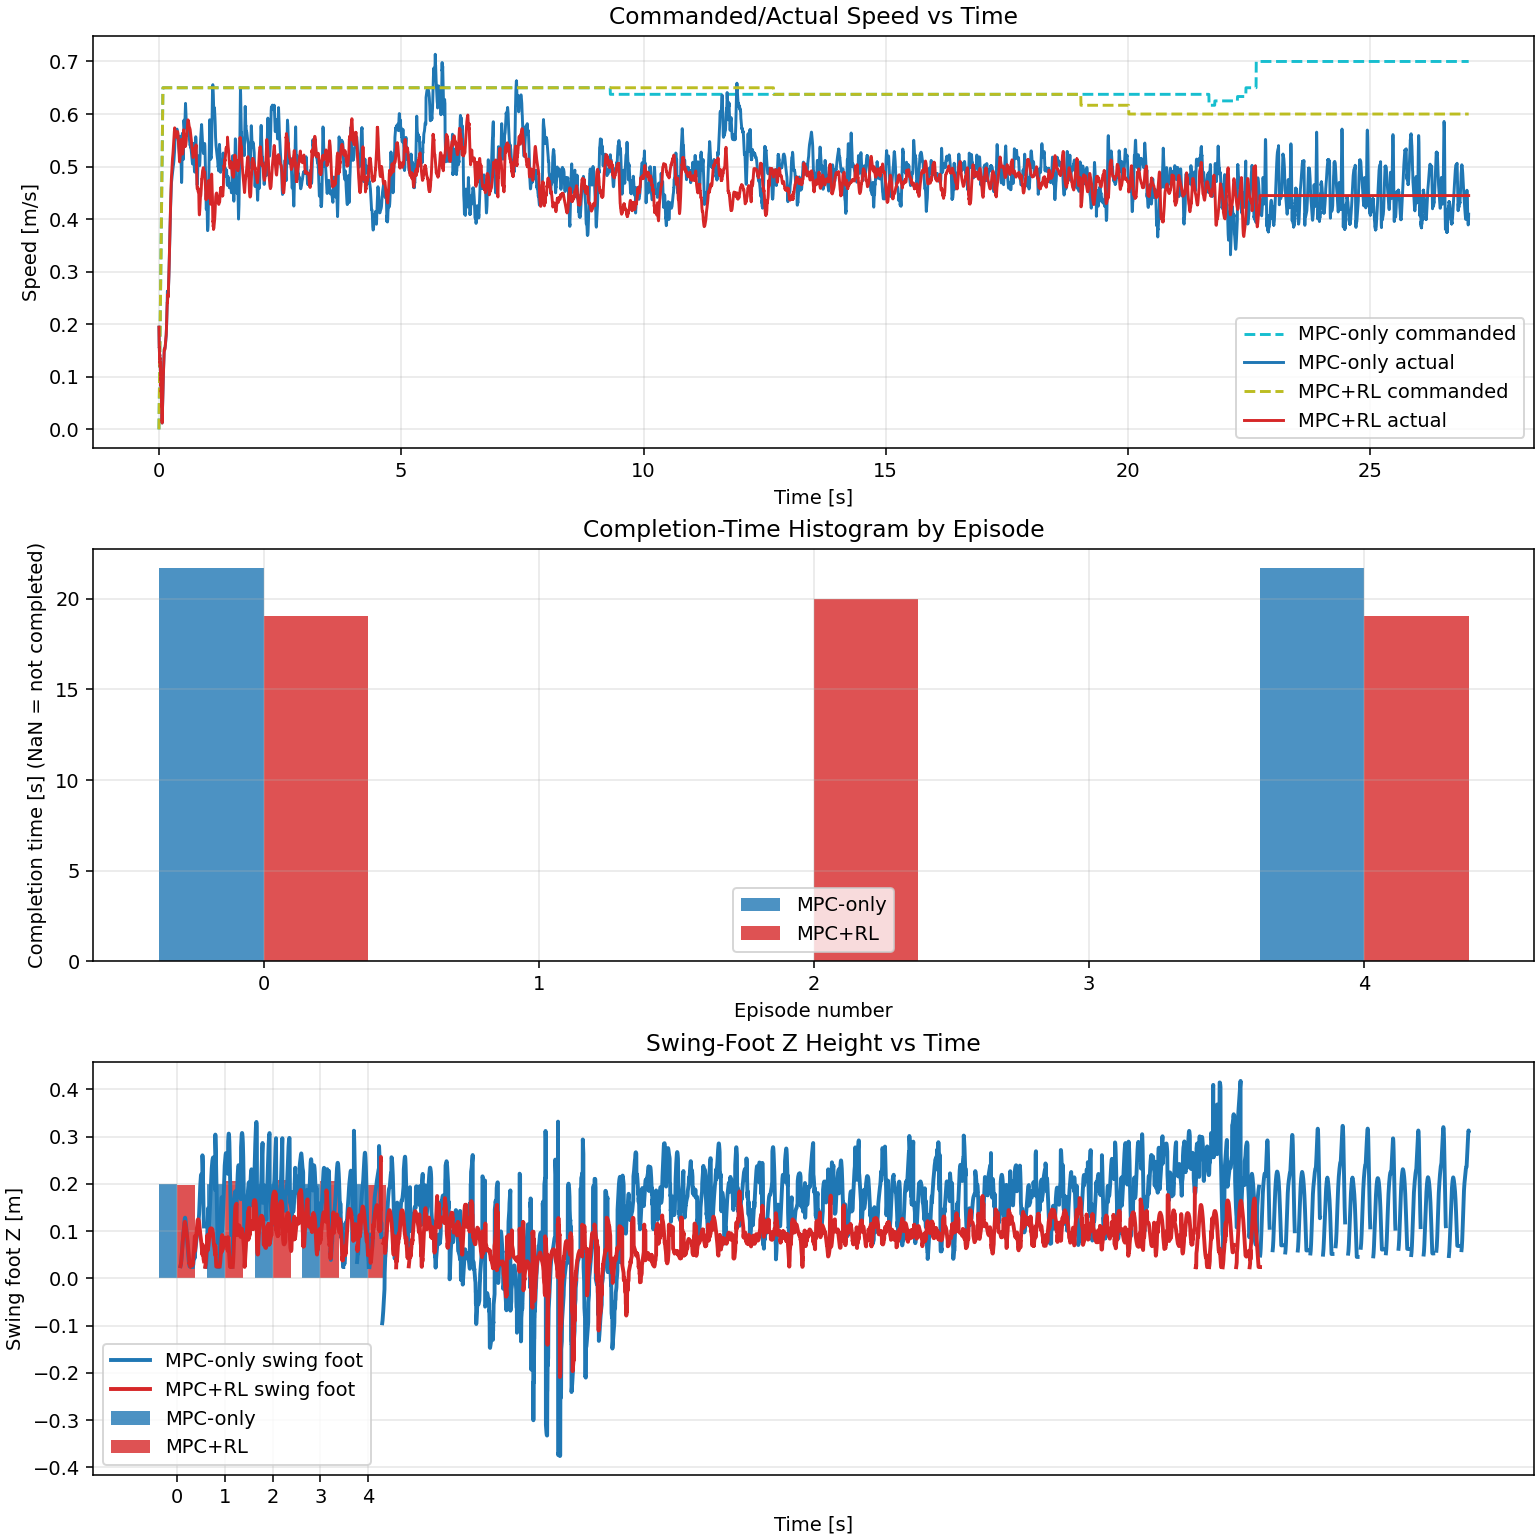 Commanded/Actual Speed vs Time
Speed [m/s]
0.7
0.6
0.5
0.4
0.3
0.2
0.1
0.0
MPC-only commanded
MPC-only actual
MPC+RL commanded
MPC+RL actual
0 5 10 15 20 25
Time [s]
Completion-Time Histogram by Episode
Completion time [s] (NaN = not completed)
20
15
10
5
0
MPC-only
MPC+RL
0 1 2 3 4
Episode number
Swing-Foot Z Height vs Time
Swing foot Z [m]
0.4
0.3
0.2
0.1
0.0
−0.1
−0.2
−0.3
−0.4
MPC-only swing foot
MPC+RL swing foot
MPC-only
MPC+RL
0 1 2 3 4
Time [s]